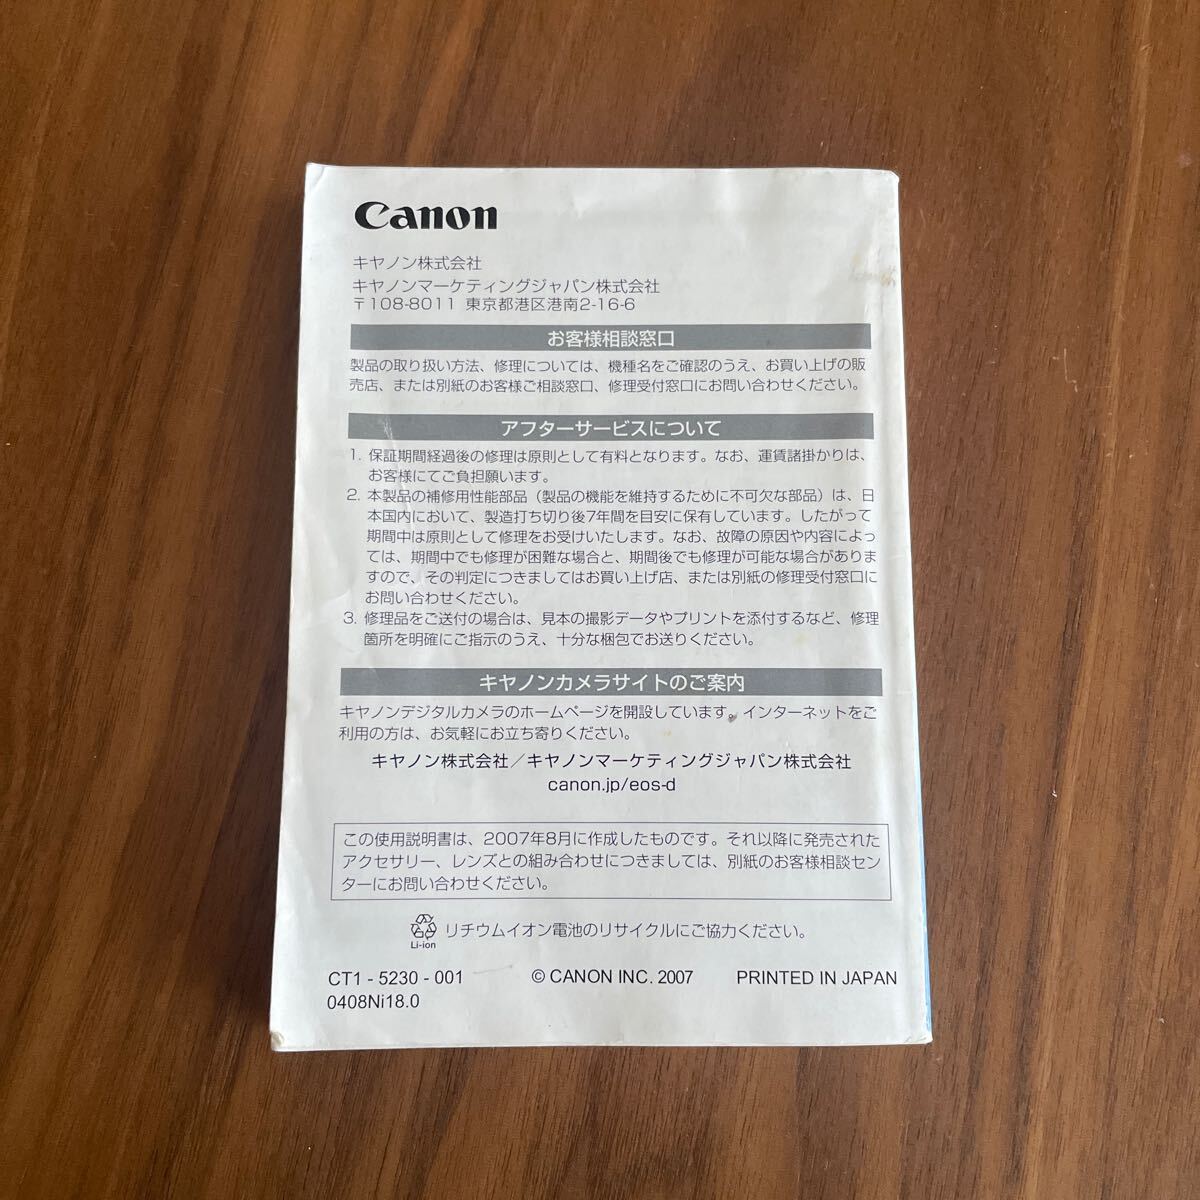 Canon
キヤノン株式会社
キヤノンマーケティングジャパン株式会社
〒108-8011 東京都港区港南2-16-6
お客様相談窓口
製品の取り扱い方法、修理については、機種名をご確認のうえ、お買い上げの販
売店、または別紙のお客様ご相談窓口、修理受付窓口にお問い合わせください。
アフターサービスについて
1. 保証期間経過後の修理は原則として有料となります。なお、運賃諸掛かりは、
お客様にてご負担願います。
2. 本製品の補修用性能部品（製品の機能を維持するために不可欠な部品）は、日
本国内において、製造打ち切り後7年間を目安に保有しています。したがって
期間中は原則として修理をお受けいたします。なお、故障の原因や内容によっ
ては、期間中でも修理が困難な場合と、期間後でも修理が可能な場合がありま
すので、その判定につきましてはお買い上げ店、または別紙の修理受付窓口に
お問い合わせください。
3. 修理品をご送付の場合は、見本の撮影データやプリントを添付するなど、修理
箇所を明確にご指示のうえ、十分な梱包でお送りください。
キヤノンカメラサイトのご案内
キヤノンデジタルカメラのホームページを開設しています。インターネットをご
利用の方は、お気軽にお立ち寄りください。
キヤノン株式会社／キヤノンマーケティングジャパン株式会社
canon.jp/eos-d
この使用説明書は、2007年8月に作成したものです。それ以降に発売された
アクセサリー、レンズとの組み合わせにつきましては、別紙のお客様相談セン
ターにお問い合わせください。
Li-ion リチウムイオン電池のリサイクルにご協力ください。
CT1 - 5230 - 001 © CANON INC. 2007 PRINTED IN JAPAN
0408Ni18.0